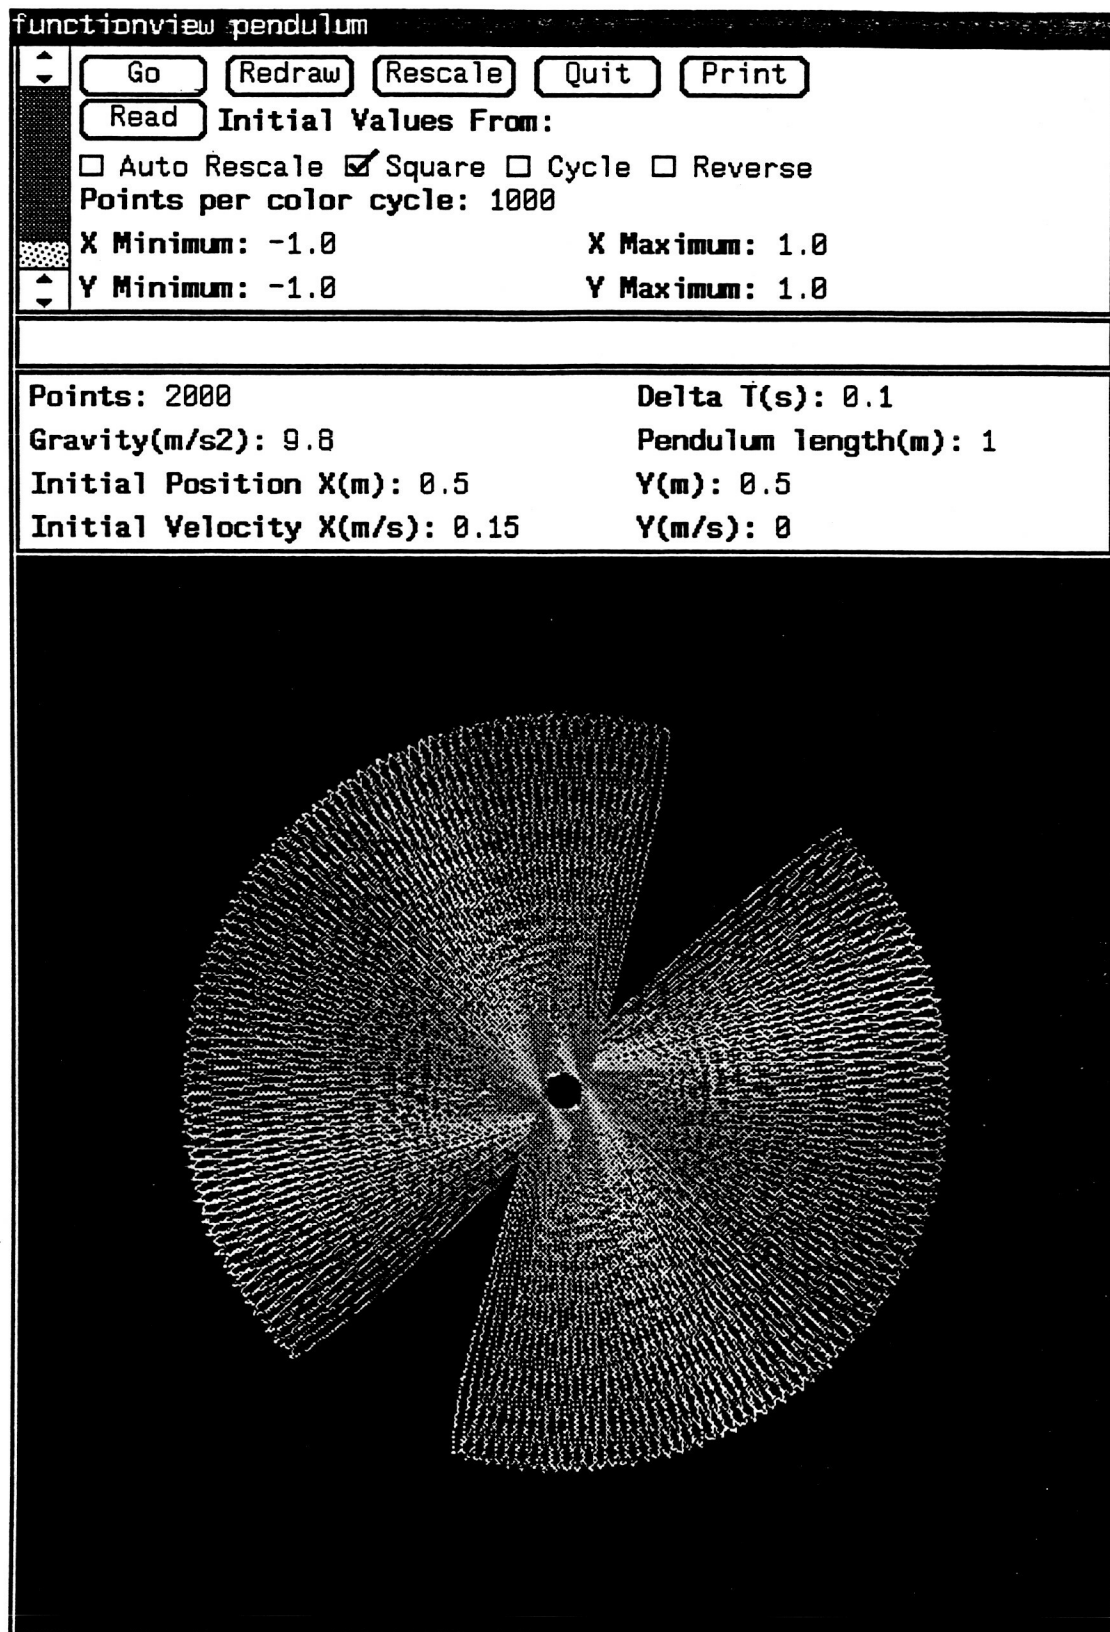 functionview pendulum
Go Redraw Rescale Quit Print
Read Initial Values From:
Auto Rescale Square Cycle Reverse
Points per color cycle: 1000
X Minimum: -1.0 X Maximum: 1.0
Y Minimum: -1.0 Y Maximum: 1.0
Points: 2000 Delta T(s): 0.1
Gravity(m/s2): 9.8 Pendulum length(m): 1
Initial Position X(m): 0.5 Y(m): 0.5
Initial Velocity X(m/s): 0.15 Y(m/s): 0